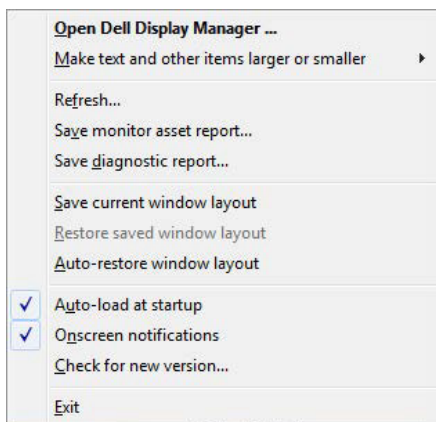 Open Dell Display Manager ...
Make text and other items larger or smaller
Refresh...
Save monitor asset report...
Save diagnostic report...
Save current window layout
Restore saved window layout
Auto-restore window layout
Auto-load at startup
Onscreen notifications
Check for new version...
Exit